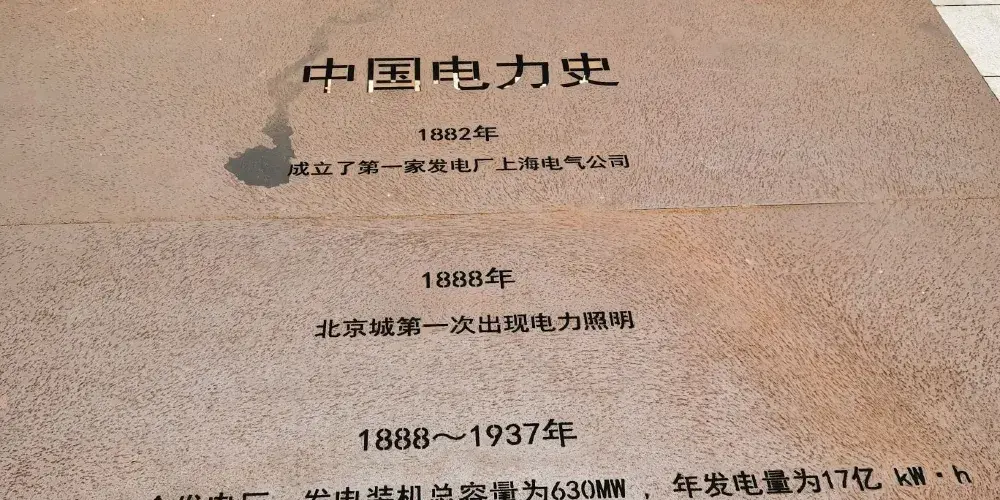 中国电力史
1882年
成立了第一家发电厂上海电气公司
1888年
北京城第一次出现电力照明
1888～1937年
发电厂，发电装机总容量为630MW，年发电量为17亿 kW·h